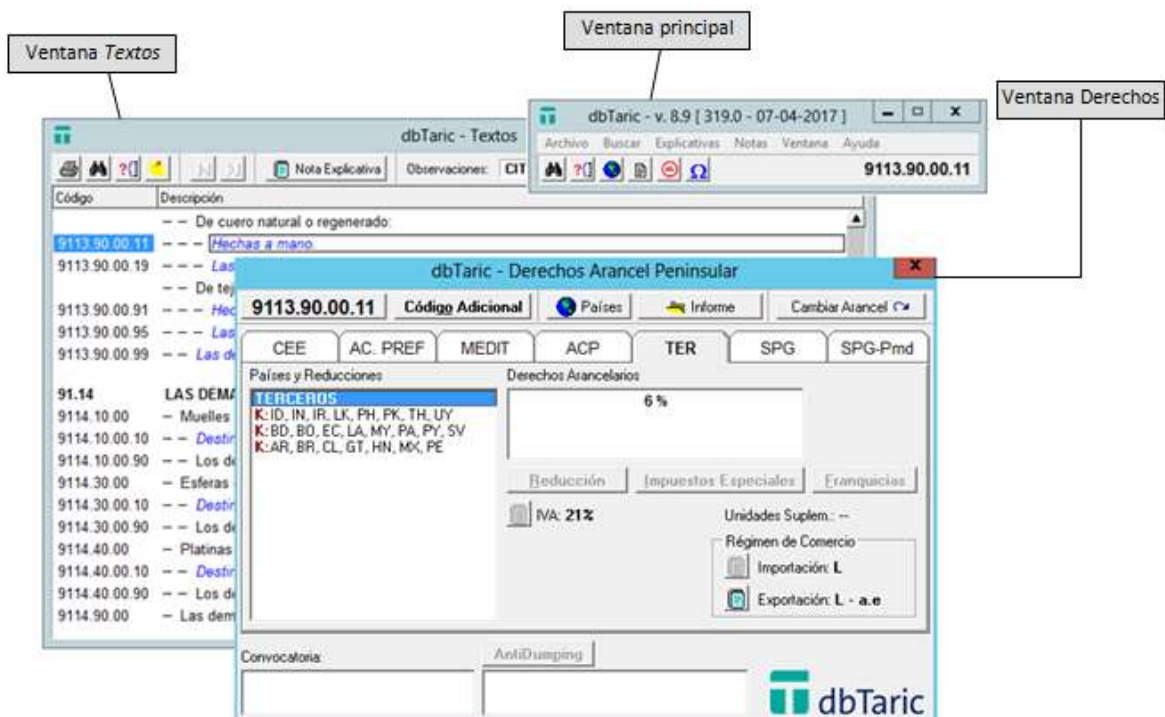 Ventana principal
Ventana Textos
Ventana Derechos
dbTaric - Textos
Nota Explicativa
Observaciones: CIT
Código Descripción
– – De cuero natural o regenerado:
9113.90.00.11 – – – Hechas a mano.
9113.90.00.19 – – – Las
– – De tej
9113.90.00.91 – – – Hec
9113.90.00.95 – – – Las
9113.90.00.99 – – Las de
91.14 LAS DEMA
9114.10.00 – Muelles
9114.10.00.10 – – Destin
9114.10.00.90 – – Los de
9114.30.00 – Esferas
9114.30.00.10 – – Destin
9114.30.00.90 – – Los de
9114.40.00 – Platinas
9114.40.00.10 – – Destin
9114.40.00.90 – – Los de
9114.90.00 – Las dem
dbTaric - v. 8.9 [ 319.0 - 07-04-2017 ]
Archivo Buscar Explicativas Notas Ventana Ayuda
9113.90.00.11
dbTaric - Derechos Arancel Peninsular
9113.90.00.11 Código Adicional Países Informe Cambiar Arancel
CEE AC. PREF MEDIT ACP TER SPG SPG-Pmd
Países y Reducciones
TERCEROS
K: ID, IN, IR, LK, PH, PK, TH, UY
K: BD, BO, EC, LA, MY, PA, PY, SV
K: AR, BR, CL, GT, HN, MX, PE
Derechos Arancelarios
6 %
Reducción Impuestos Especiales Franquicias
IVA: 21%
Unidades Suplem.: --
Régimen de Comercio
Importación: L
Exportación: L - a.e
Convocatoria:
AntiDumping
dbTaric